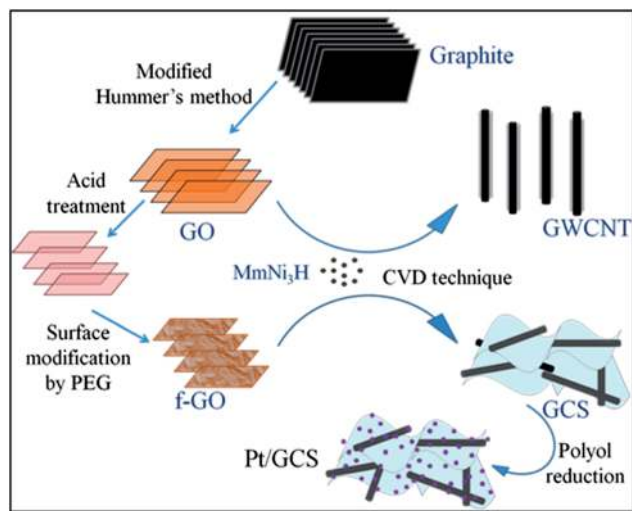 Graphite
Modified
Hummer's method
Acid
treatment
GO
GWCNT
MmNi₃H
CVD technique
Surface
modification
by PEG
f-GO
GCS
Pt/GCS
Polyol
reduction